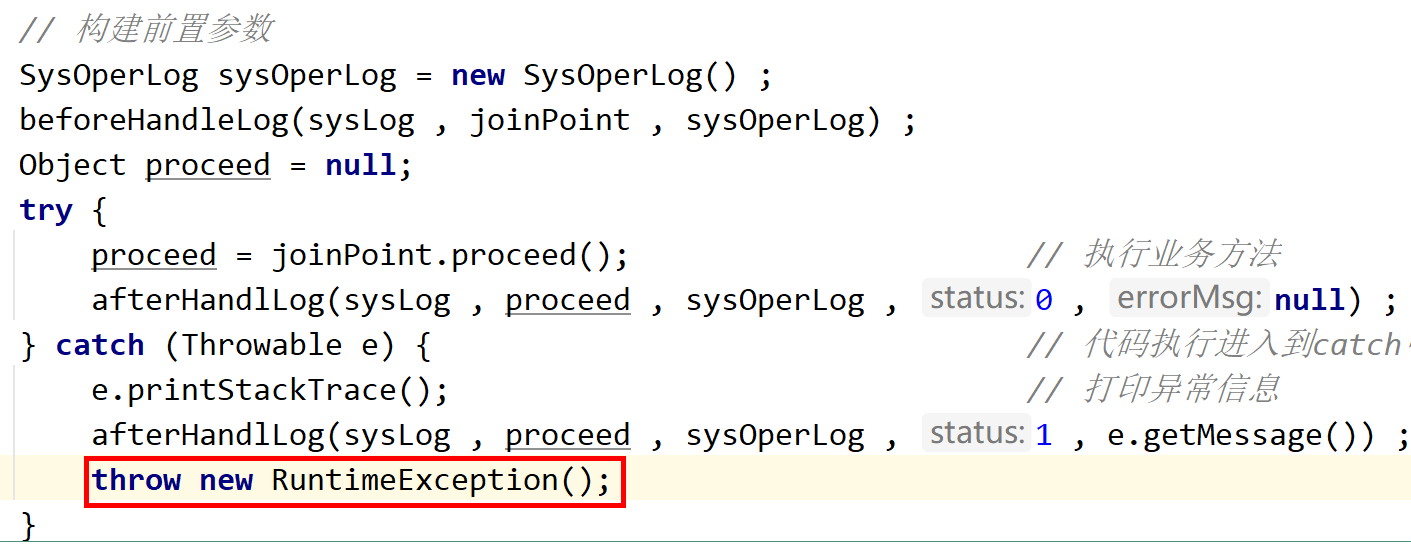 // 构建前置参数
SysOperLog sysOperLog = new SysOperLog() ;
beforeHandleLog(sysLog , joinPoint , sysOperLog) ;
Object proceed = null;
try {
proceed = joinPoint.proceed(); // 执行业务方法
afterHandlLog(sysLog , proceed , sysOperLog , status: 0 , errorMsg: null) ;
} catch (Throwable e) { // 代码执行进入到catch
e.printStackTrace(); // 打印异常信息
afterHandlLog(sysLog , proceed , sysOperLog , status: 1 , e.getMessage()) ;
throw new RuntimeException();
}